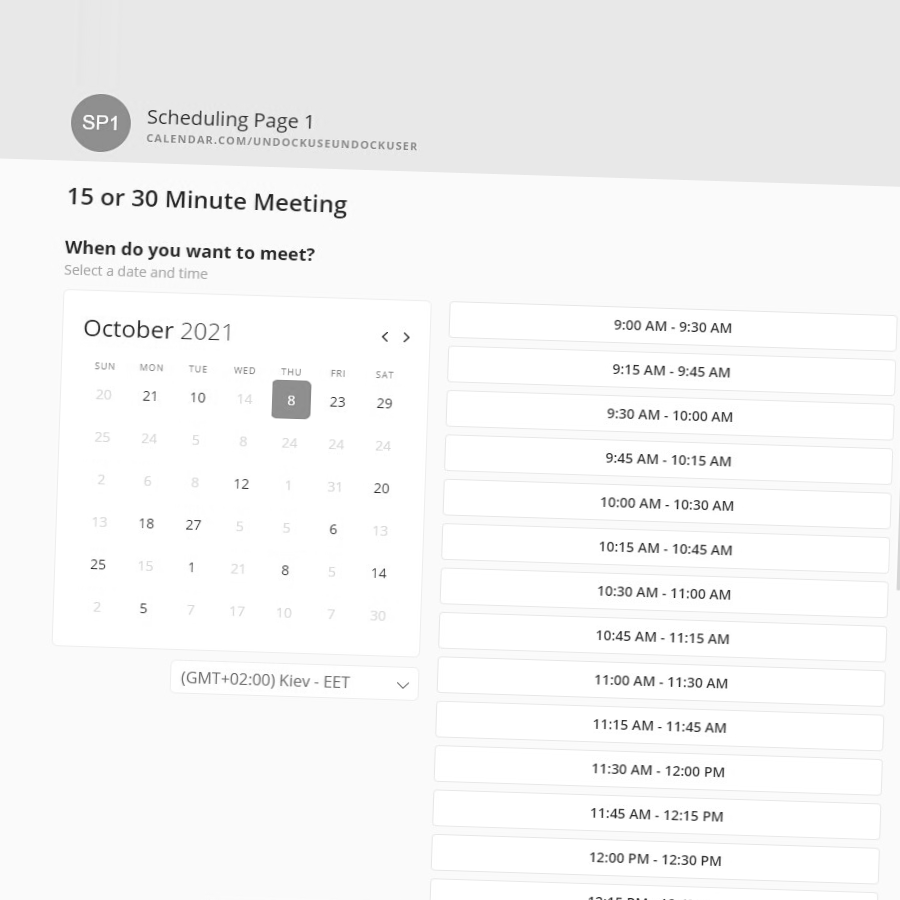 SP1
Scheduling Page 1
CALENDAR.COM/UNDOCKUSEUNDOCKUSER
15 or 30 Minute Meeting
When do you want to meet?
Select a date and time
October 2021
SUN MON TUE WED THU FRI SAT
20 21 10 14 8 23 29
25 24 5 8 24 24 24
2 6 8 12 1 31 20
13 18 27 5 5 6 13
25 15 1 21 8 5 14
2 5 7 17 10 7 30
(GMT+02:00) Kiev - EET
9:00 AM - 9:30 AM
9:15 AM - 9:45 AM
9:30 AM - 10:00 AM
9:45 AM - 10:15 AM
10:00 AM - 10:30 AM
10:15 AM - 10:45 AM
10:30 AM - 11:00 AM
10:45 AM - 11:15 AM
11:00 AM - 11:30 AM
11:15 AM - 11:45 AM
11:30 AM - 12:00 PM
11:45 AM - 12:15 PM
12:00 PM - 12:30 PM